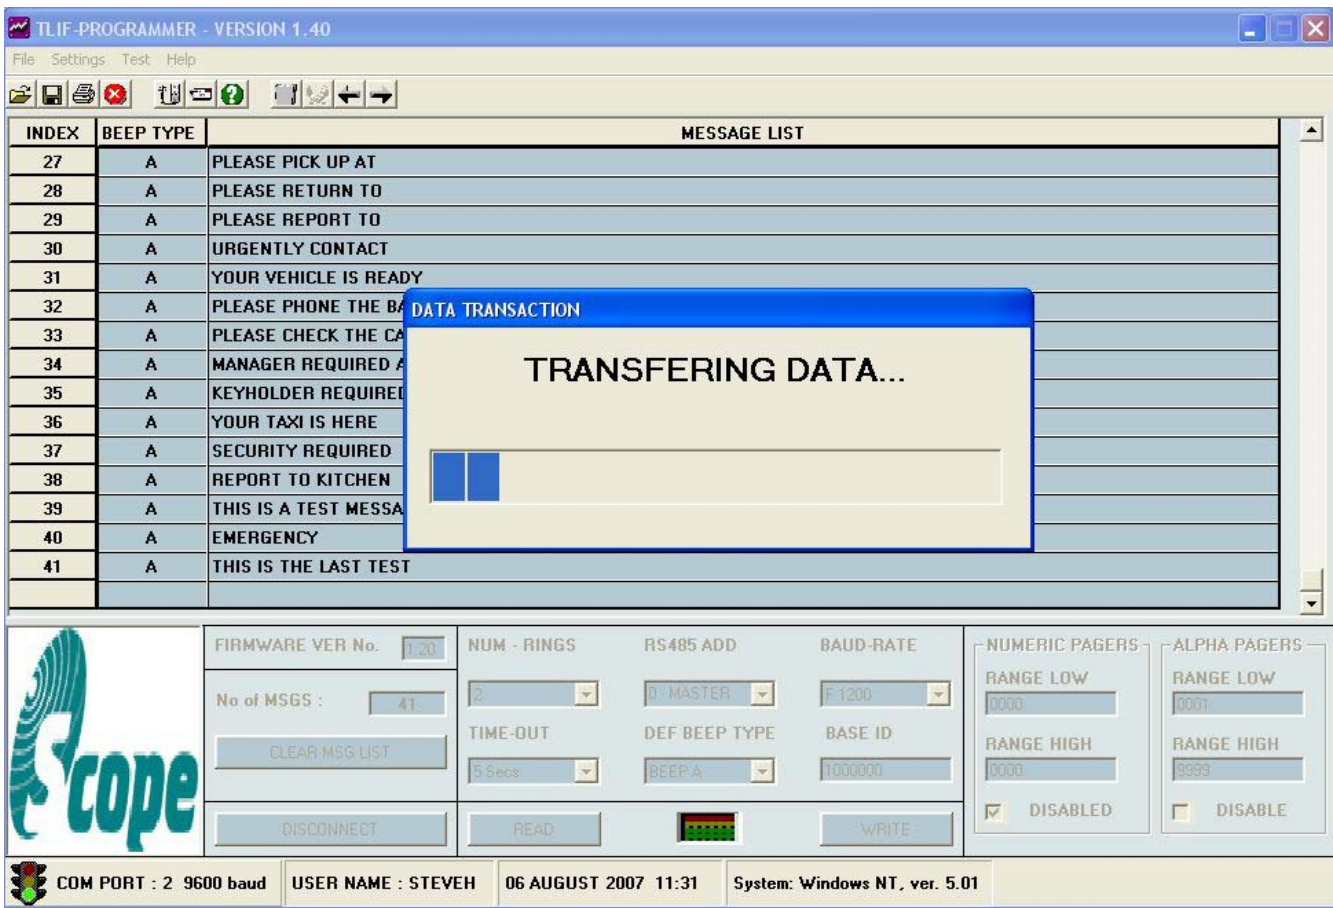 TLIF-PROGRAMMER - VERSION 1.40
File Settings Test Help
INDEX BEEP TYPE MESSAGE LIST
27 A PLEASE PICK UP AT
28 A PLEASE RETURN TO
29 A PLEASE REPORT TO
30 A URGENTLY CONTACT
31 A YOUR VEHICLE IS READY
32 A PLEASE PHONE THE
33 A PLEASE CHECK THE
34 A MANAGER REQUIRED
35 A KEYHOLDER REQUIRED
36 A YOUR TAXI IS HERE
37 A SECURITY REQUIRED
38 A REPORT TO KITCHEN
39 A THIS IS A TEST MESSA
40 A EMERGENCY
41 A THIS IS THE LAST TEST
DATA TRANSACTION
TRANSFERING DATA...
Scope
FIRMWARE VER No. 1.20
No of MSGS : 41
CLEAR MSG LIST
DISCONNECT
NUM - RINGS RS485 ADD BAUD-RATE
2 0 - MASTER F 1200
TIME-OUT DEF BEEP TYPE BASE ID
5 Secs BEEP A 1000000
READ WRITE
NUMERIC PAGERS
RANGE LOW
0000
RANGE HIGH
0000
DISABLED
ALPHA PAGERS
RANGE LOW
0001
RANGE HIGH
9999
DISABLE
COM PORT : 2 9600 baud USER NAME : STEVEH 06 AUGUST 2007 11:31 System: Windows NT, ver. 5.01